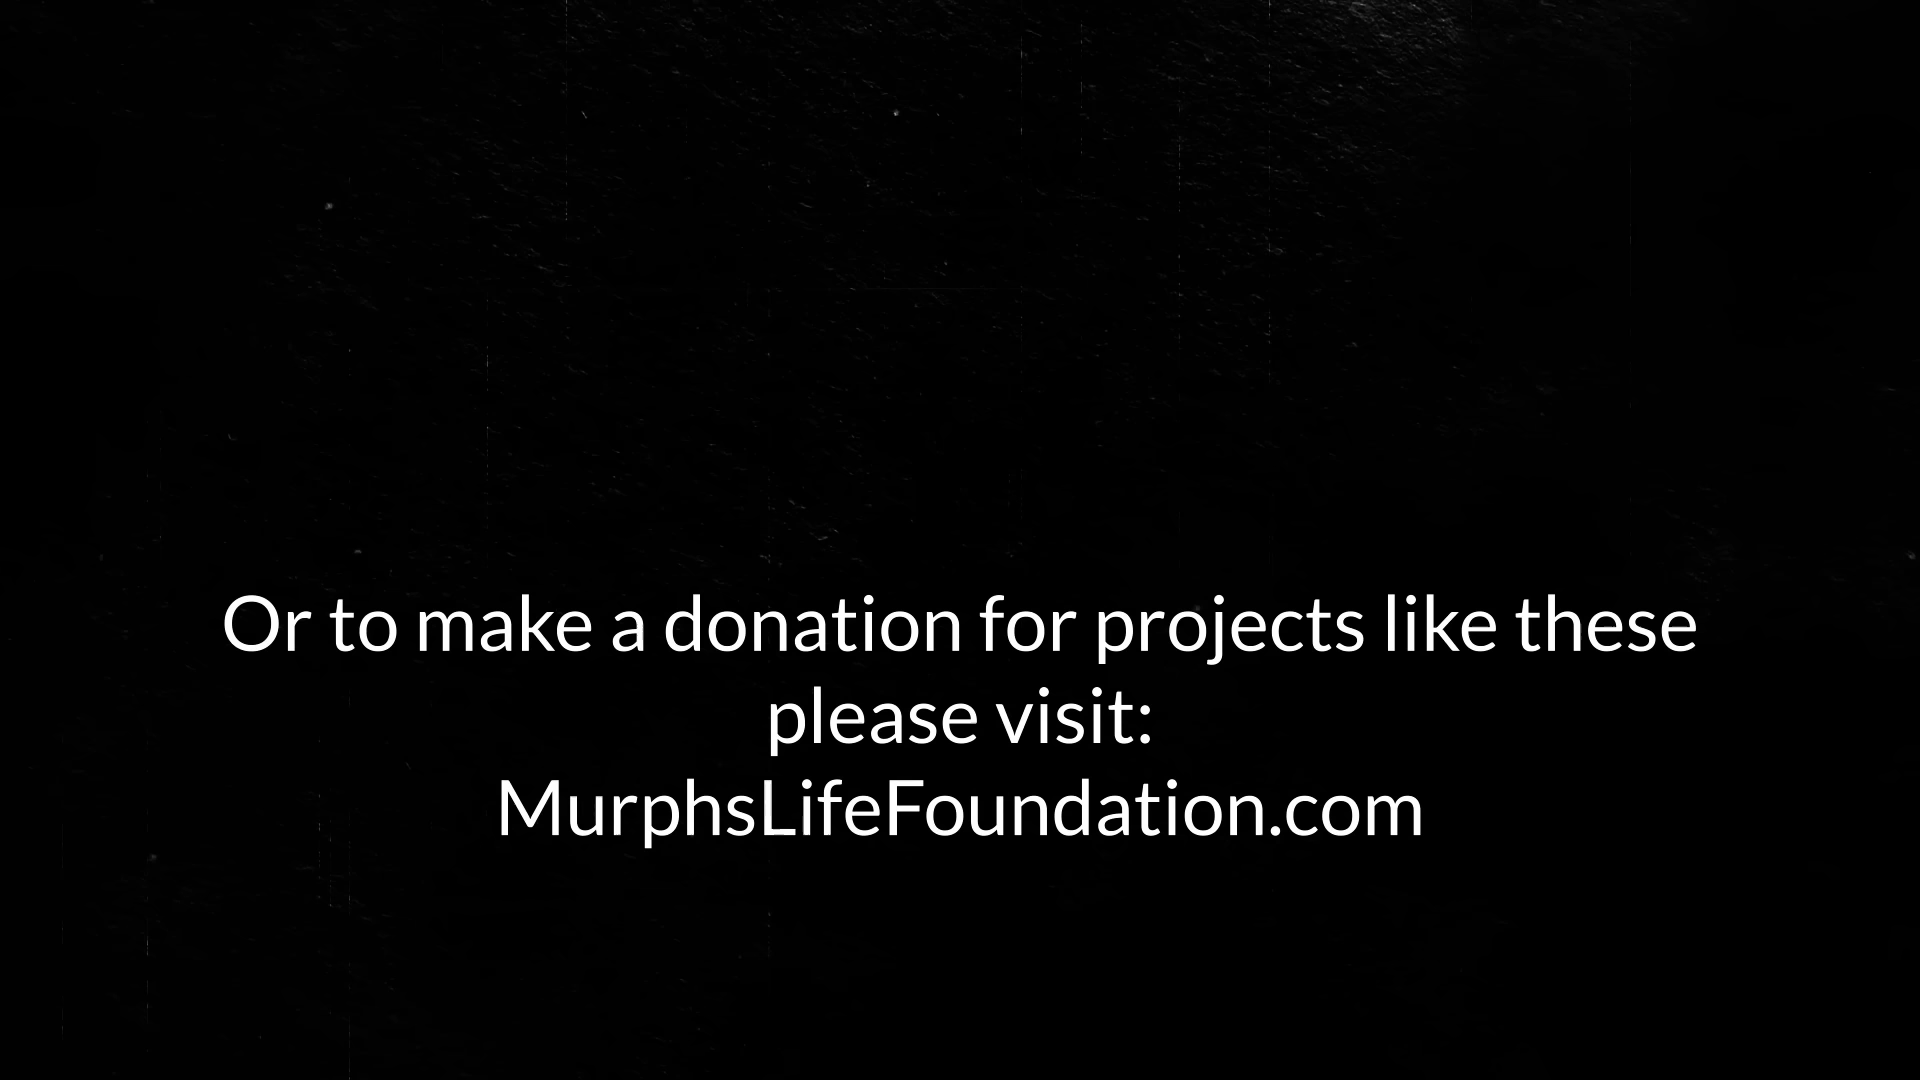 Or to make a donation for projects like these
please visit:
MurphsLifeFoundation.com